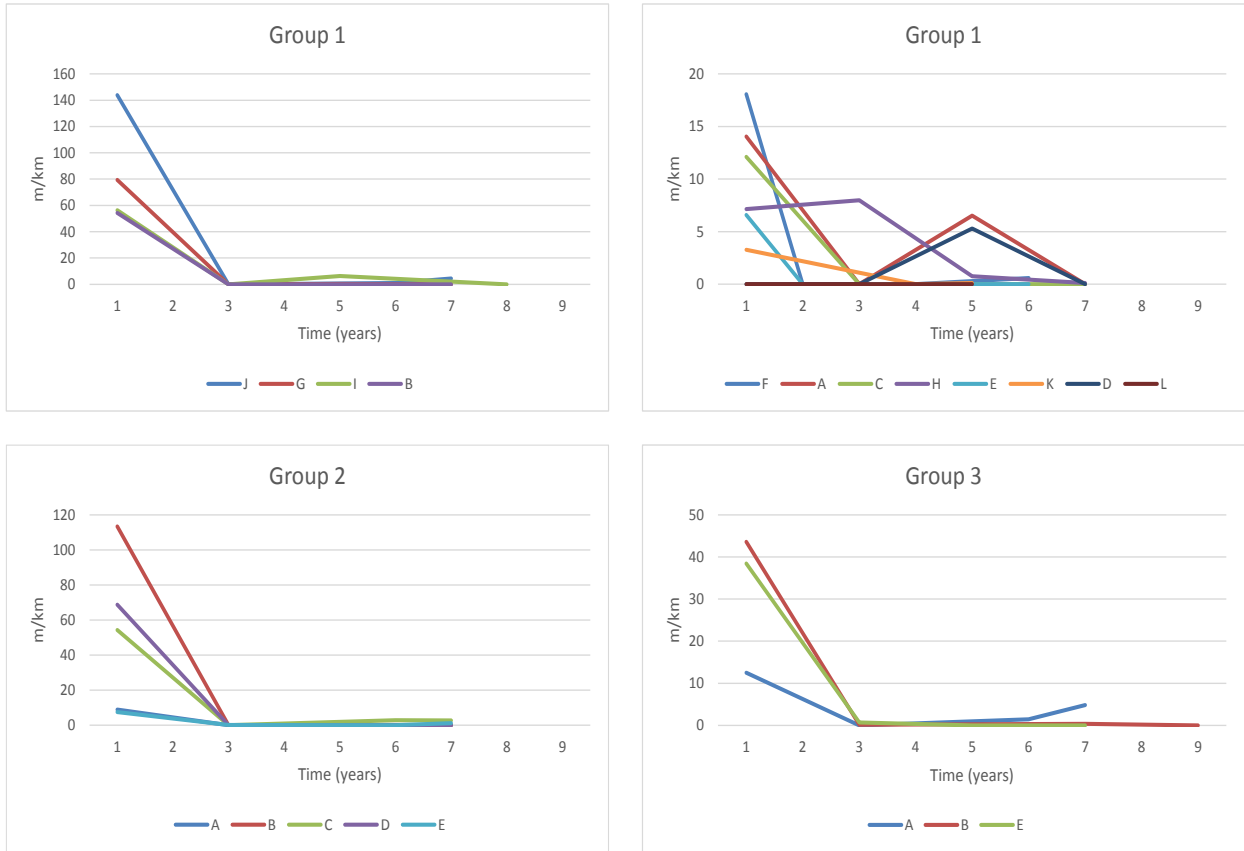 Group 1
160
140
120
100
80
60
40
20
0
m/km
1 2 3 4 5 6 7 8 9
Time (years)
J G I B
Group 1
20
15
10
5
0
m/km
1 2 3 4 5 6 7 8 9
Time (years)
F A C H E K D L
Group 2
120
100
80
60
40
20
0
m/km
1 2 3 4 5 6 7 8 9
Time (years)
A B C D E
Group 3
50
40
30
20
10
0
m/km
1 2 3 4 5 6 7 8 9
Time (years)
A B E